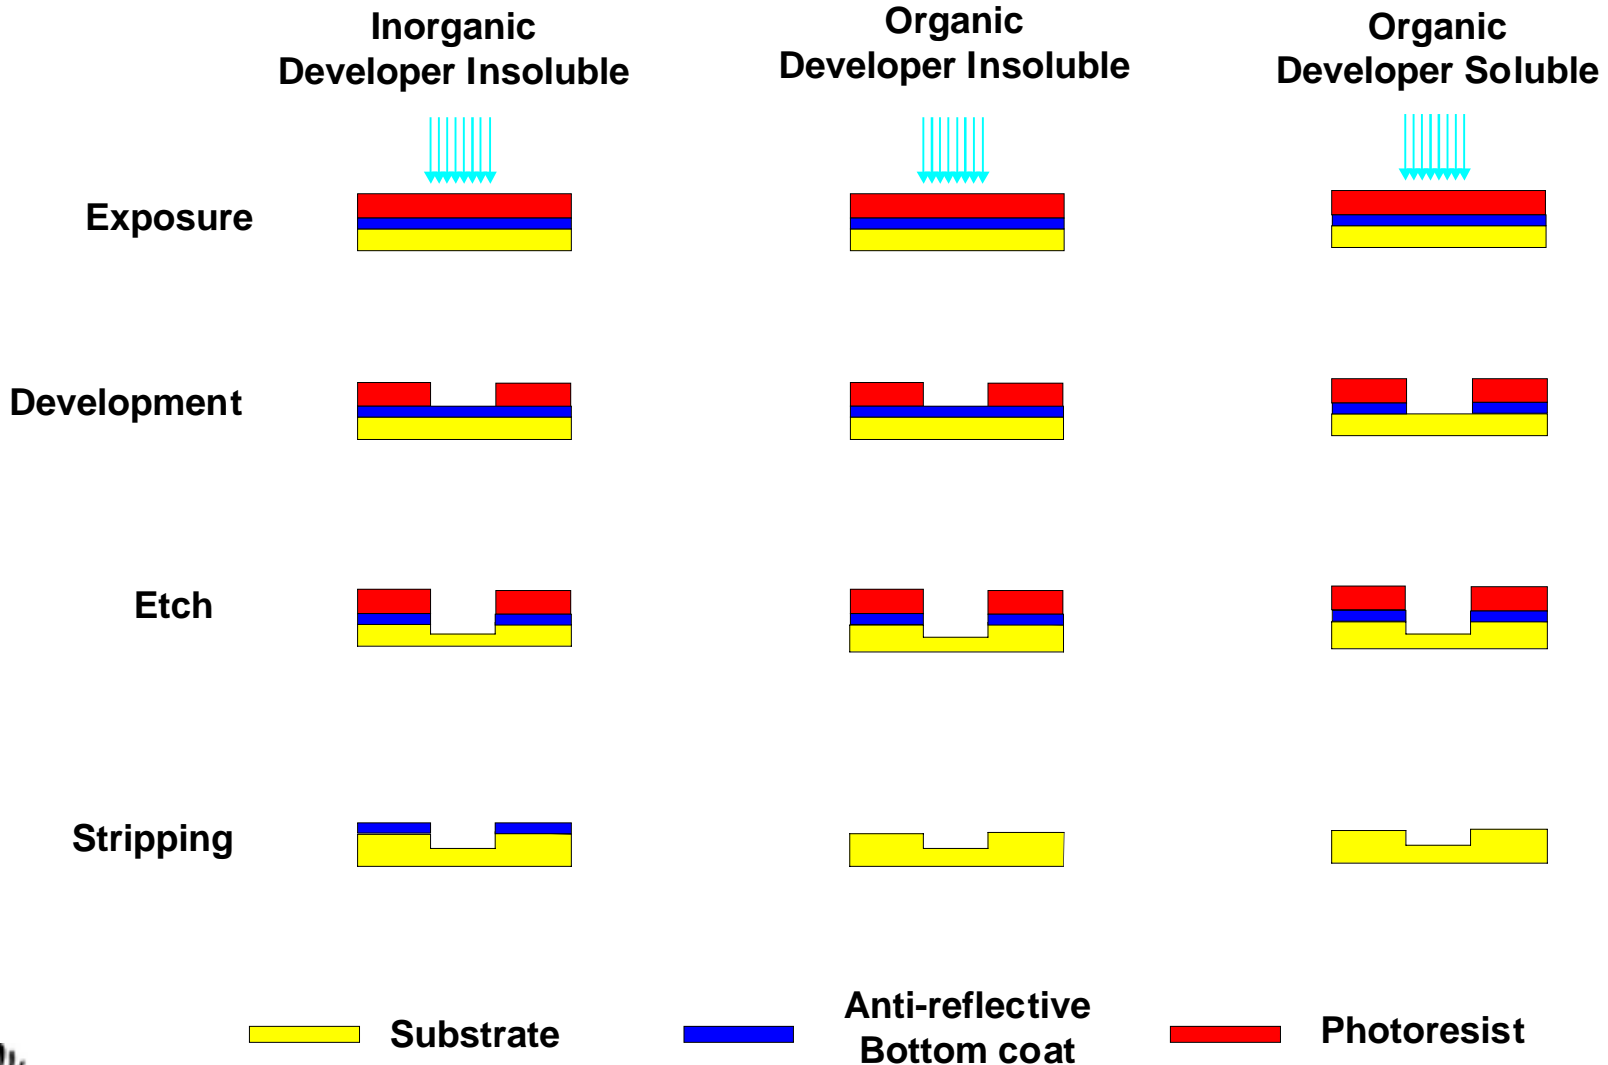 Inorganic
Developer Insoluble
Organic
Developer Insoluble
Organic
Developer Soluble
Exposure
Development
Etch
Stripping
Substrate
Anti-reflective
Bottom coat
Photoresist